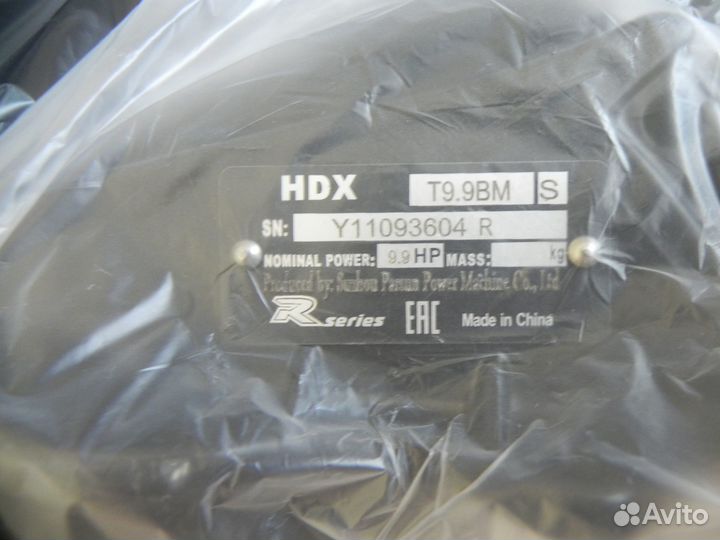 HDX T9.9BM S
SN: Y11093604 R
NOMINAL POWER: 9.9 HP MASS: kg
Produced by: Suzhou Parsun Power Machine Co., Ltd
R series EAC Made in China
Avito